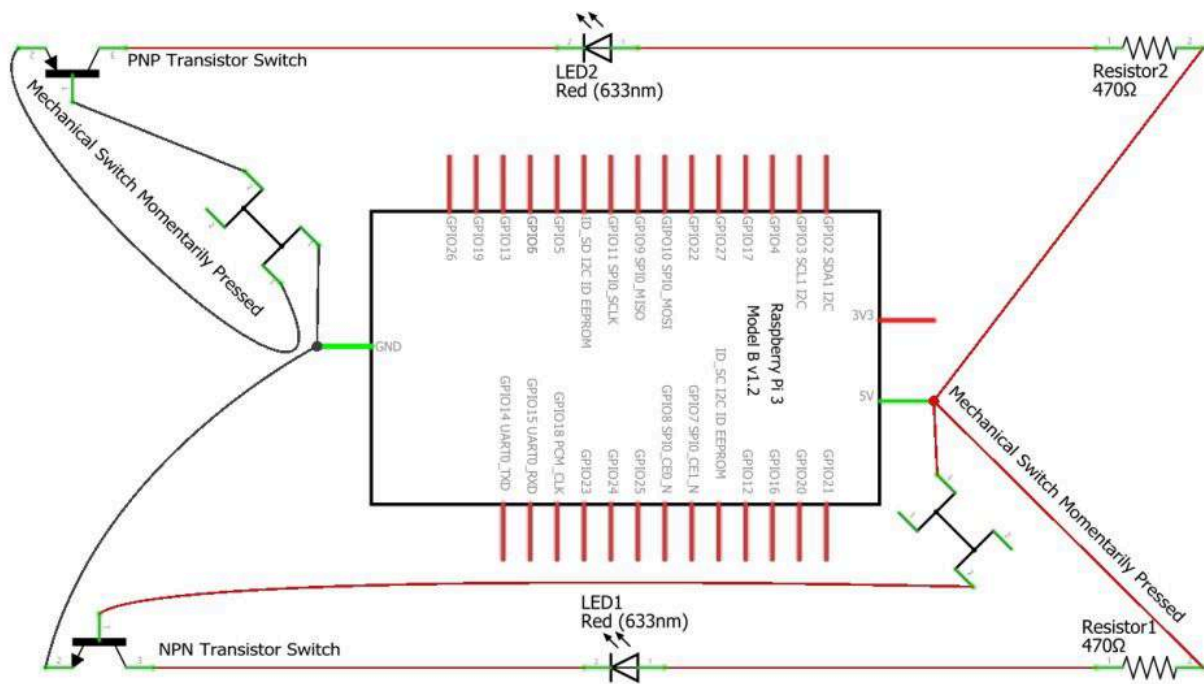 PNP Transistor Switch
LED2
Red (633nm)
Resistor2
470Ω
Mechanical Switch Momentarily Pressed
GPIO26
GPIO19
GPIO13
GPIO6
GPIO5
ID_SD I2C ID EEPROM
GPIO11 SPI0_SCLK
GPIO9 SPI0_MISO
GIPO10 SPI0_MOSI
GPIO22
GPIO27
GPIO17
GPIO4
GPIO3 SCL1 I2C
GPIO2 SDA1 I2C
Raspberry Pi 3
Model B v1.2
3V3
5V
GND
GPIO14 UART0_TXD
GPIO15 UART0_RXD
GPIO18 PCM_CLK
GPIO23
GPIO24
GPIO25
GPIO8 SPI0_CE0_N
GPIO7 SPI0_CE1_N
ID_SC I2C ID EEPROM
GPIO12
GPIO16
GPIO20
GPIO21
Mechanical Switch Momentarily Pressed
NPN Transistor Switch
LED1
Red (633nm)
Resistor1
470Ω